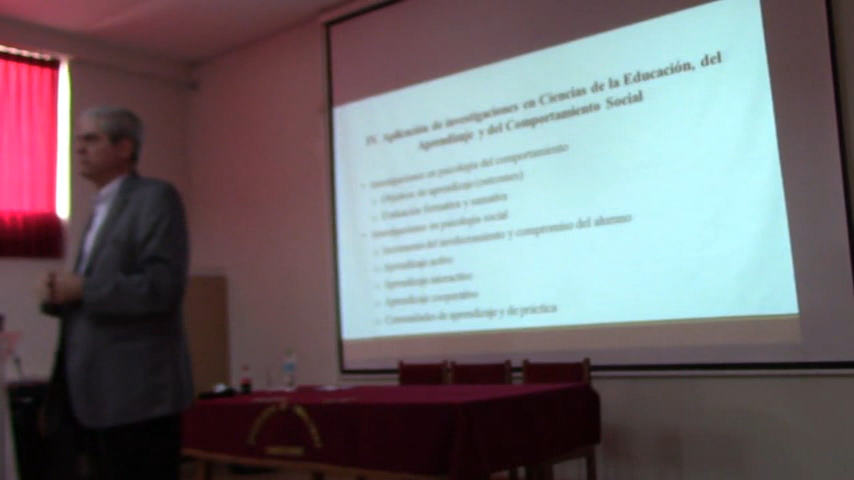 IV. Aplicación de investigaciones en Ciencias de la Educación, del
Aprendizaje y del Comportamiento Social
Investigaciones en psicología del comportamiento
Objetivos de aprendizaje (outcomes)
Evaluación formativa y sumativa
Investigaciones en psicología social
Incremento del involucramiento y compromiso del alumno
Aprendizaje activo
Aprendizaje interactivo
Aprendizaje cooperativo
Comunidades de aprendizaje y de práctica